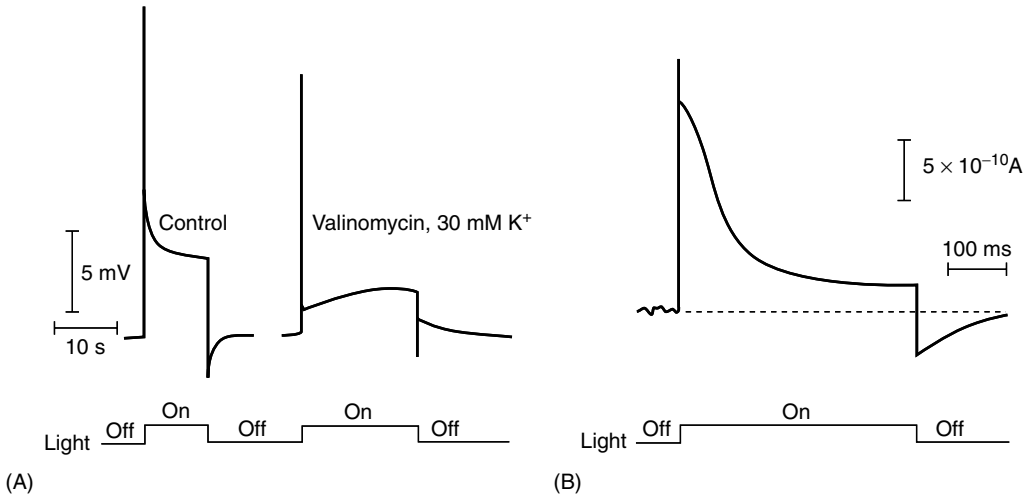 Control
Valinomycin, 30 mM K⁺
5 mV
10 s
On
On
Off
Off
Off
Light
(A)
5 × 10⁻¹⁰A
100 ms
On
Off
Off
Light
(B)